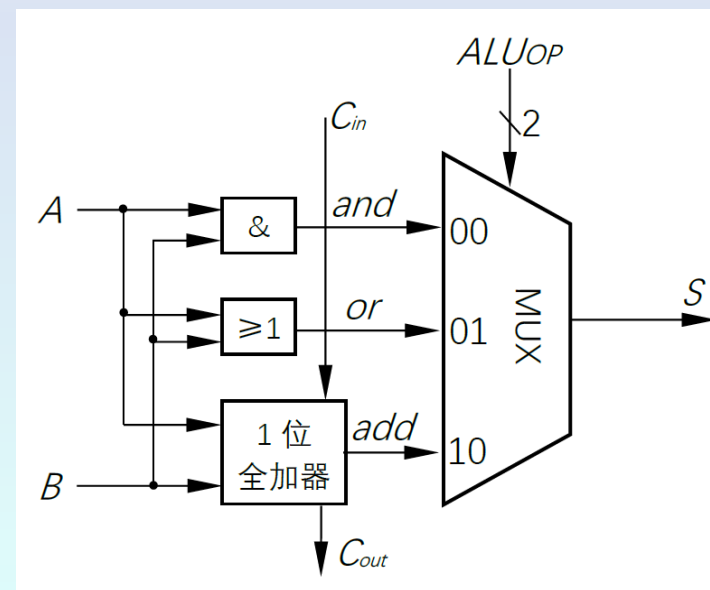 ALUOP
2
Cin
A
&
and
00
≥1
or
01
MUX
S
1 位
全加器
add
10
B
Cout